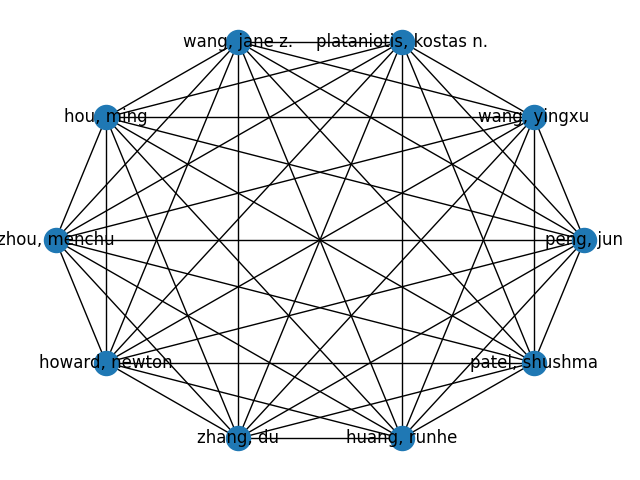 wang, jane z.
plataniotis, kostas n.
hou, ming
wang, yingxu
zhou, menchu
peng, jun
howard, newton
patel, shushma
zhang, du
huang, runhe